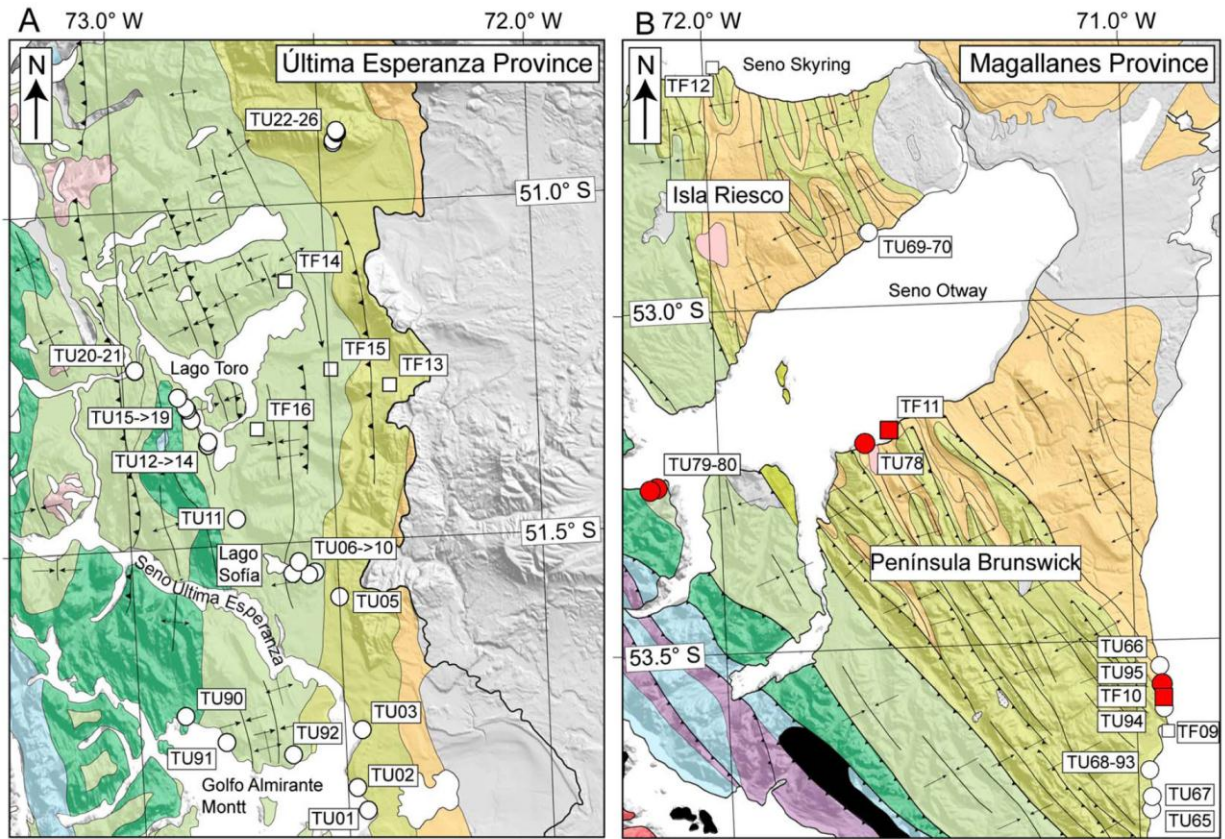 A
73.0° W
72.0° W
N
Última Esperanza Province
TU22-26
51.0° S
TF14
TU20-21
Lago Toro
TF15
TF13
TU15->19
TF16
TU12->14
TU11
51.5° S
Lago
Sofía
TU06->10
Seno Última Esperanza
TU05
TU90
TU03
TU91
TU92
Golfo Almirante
Montt
TU02
TU01
B
72.0° W
71.0° W
N
TF12
Seno Skyring
Magallanes Province
Isla Riesco
TU69-70
Seno Otway
53.0° S
TF11
TU78
TU79-80
Península Brunswick
53.5° S
TU66
TU95
TF10
TU94
TF09
TU68-93
TU67
TU65